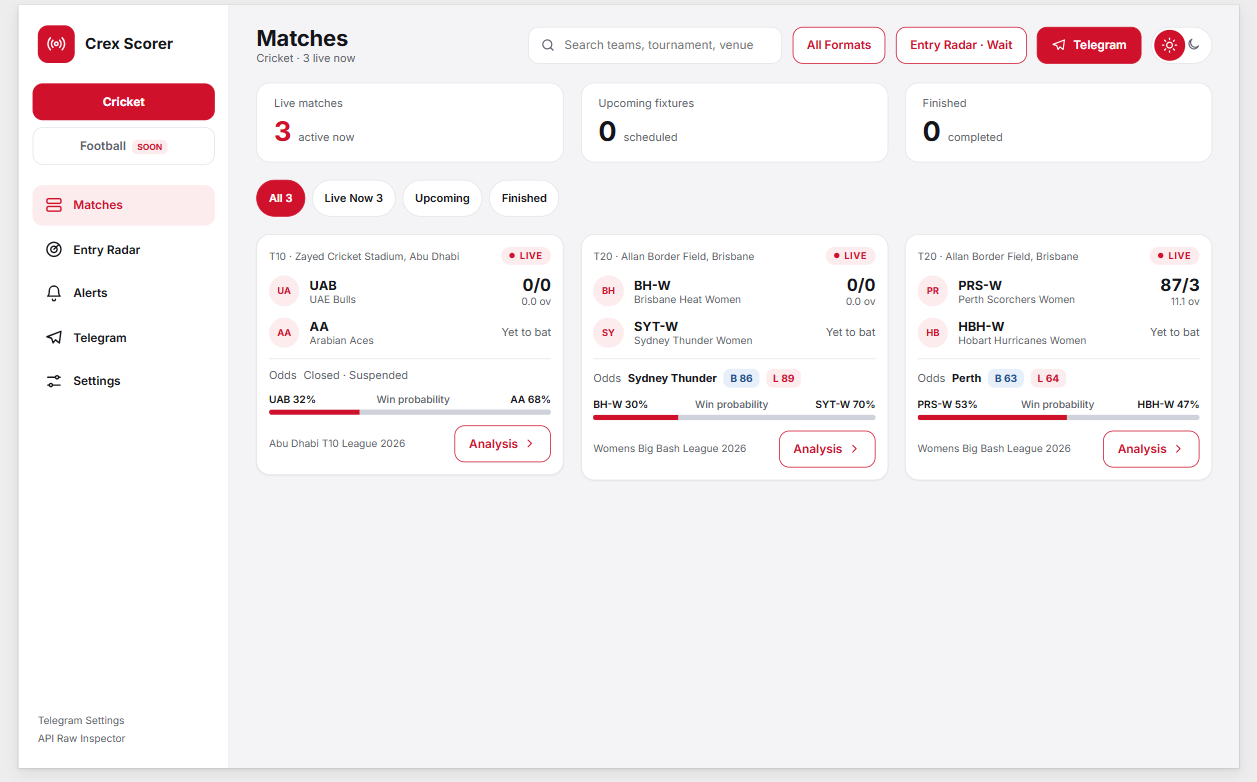 Crex Scorer
Cricket
Football SOON
Matches
Entry Radar
Alerts
Telegram
Settings
Telegram Settings
API Raw Inspector
Matches
Cricket · 3 live now
Search teams, tournament, venue
All Formats
Entry Radar · Wait
Telegram
Live matches
3 active now
Upcoming fixtures
0 scheduled
Finished
0 completed
All 3
Live Now 3
Upcoming
Finished
T10 · Zayed Cricket Stadium, Abu Dhabi LIVE
UA UAB 0/0
UAE Bulls 0.0 ov
AA AA Yet to bat
Arabian Aces
Odds Closed · Suspended
UAB 32% Win probability AA 68%
Abu Dhabi T10 League 2026 Analysis
T20 · Allan Border Field, Brisbane LIVE
BH BH-W 0/0
Brisbane Heat Women 0.0 ov
SY SYT-W Yet to bat
Sydney Thunder Women
Odds Sydney Thunder B 86 L 89
BH-W 30% Win probability SYT-W 70%
Womens Big Bash League 2026 Analysis
T20 · Allan Border Field, Brisbane LIVE
PR PRS-W 87/3
Perth Scorchers Women 11.1 ov
HB HBH-W Yet to bat
Hobart Hurricanes Women
Odds Perth B 63 L 64
PRS-W 53% Win probability HBH-W 47%
Womens Big Bash League 2026 Analysis